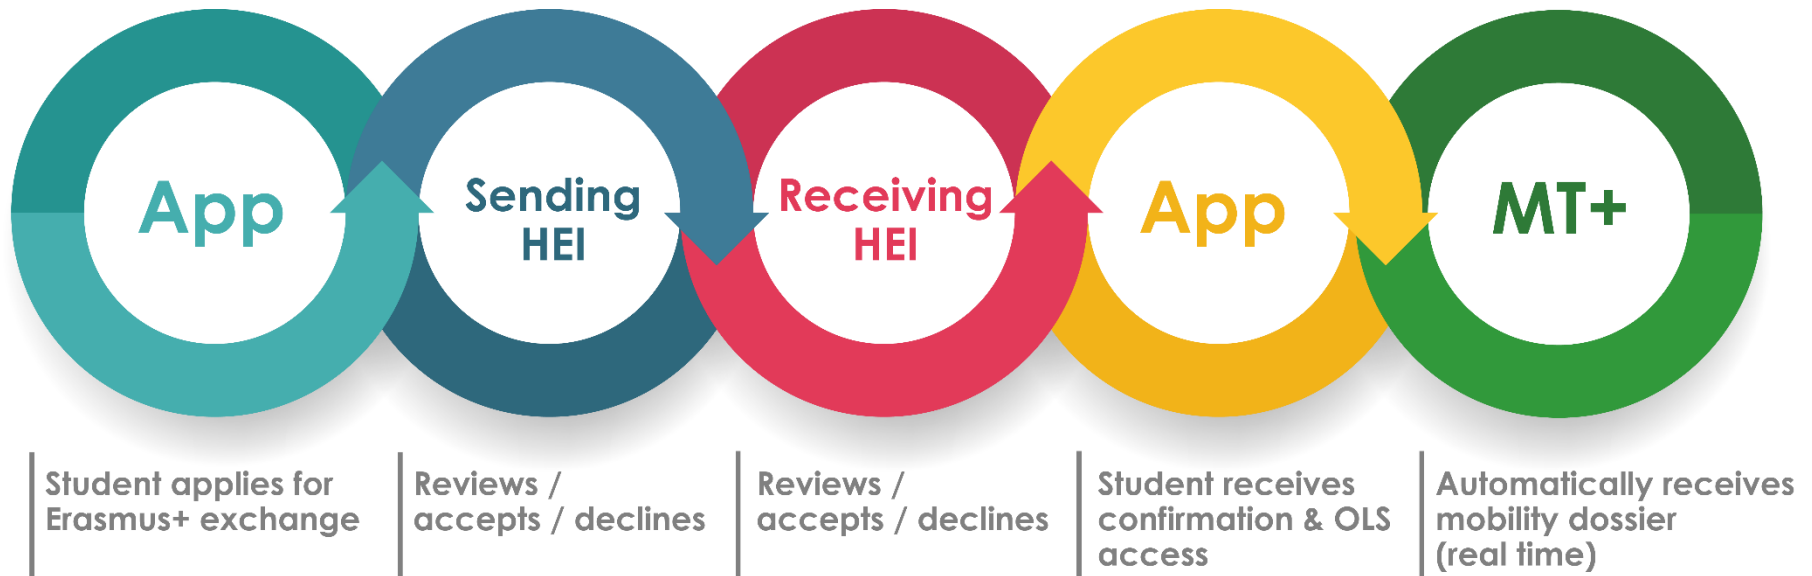 App
Sending
HEI
Receiving
HEI
App
MT+
Student applies for
Erasmus+ exchange
Reviews /
accepts / declines
Reviews /
accepts / declines
Student receives
confirmation & OLS
access
Automatically receives
mobility dossier
(real time)